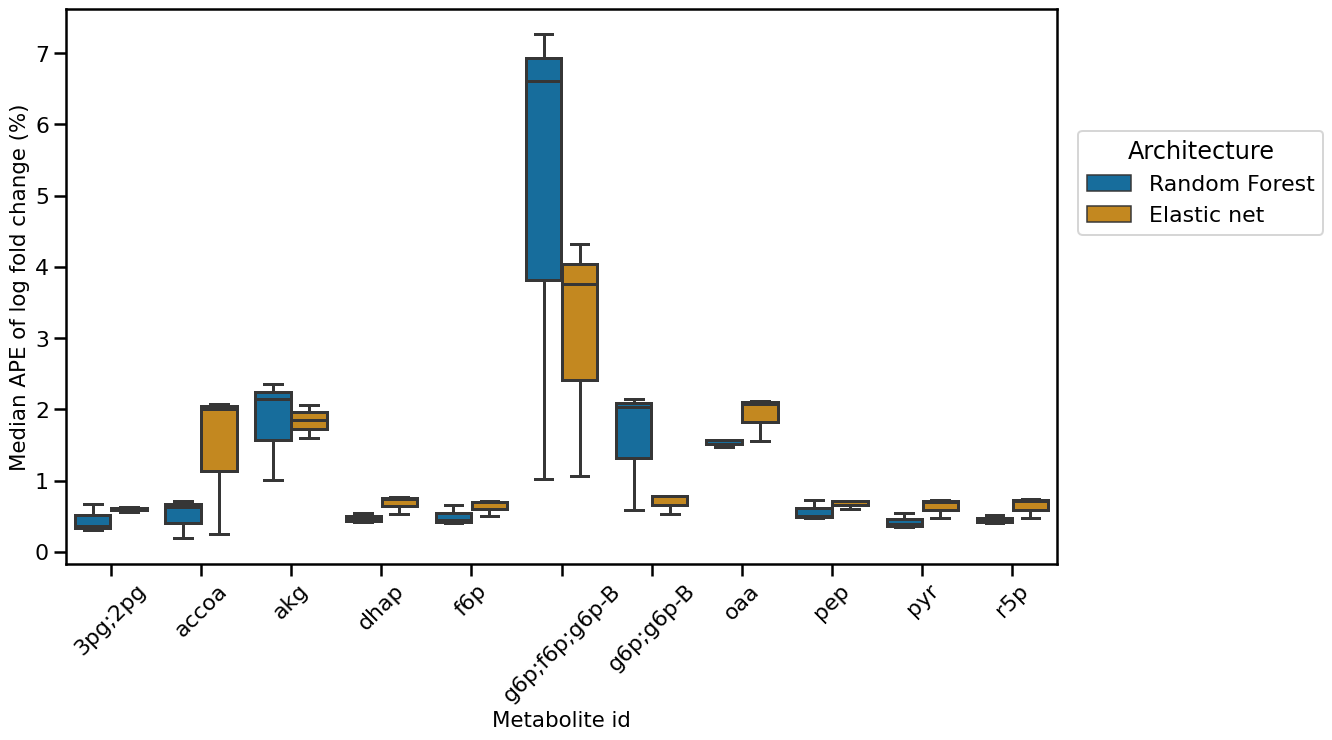 Median APE of log fold change (%)
7
6
5
4
3
2
1
0
3pg;2pg
accoa
akg
dhap
f6p
g6p;f6p;g6p-B
g6p;g6p-B
oaa
pep
pyr
r5p
Metabolite id
Architecture
Random Forest
Elastic net